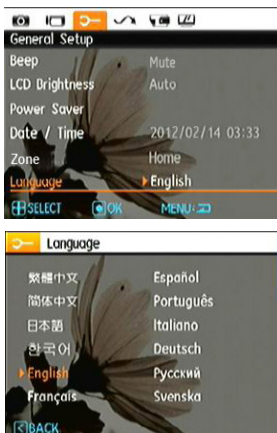 General Setup
Beep Mute
LCD Brightness Auto
Power Saver
Date / Time 2012/02/14 03:33
Zone Home
Language English
SELECT OK MENU:
Language
繁體中文 Español
简体中文 Português
日本語 Italiano
한국어 Deutsch
English Русский
Français Svenska
BACK